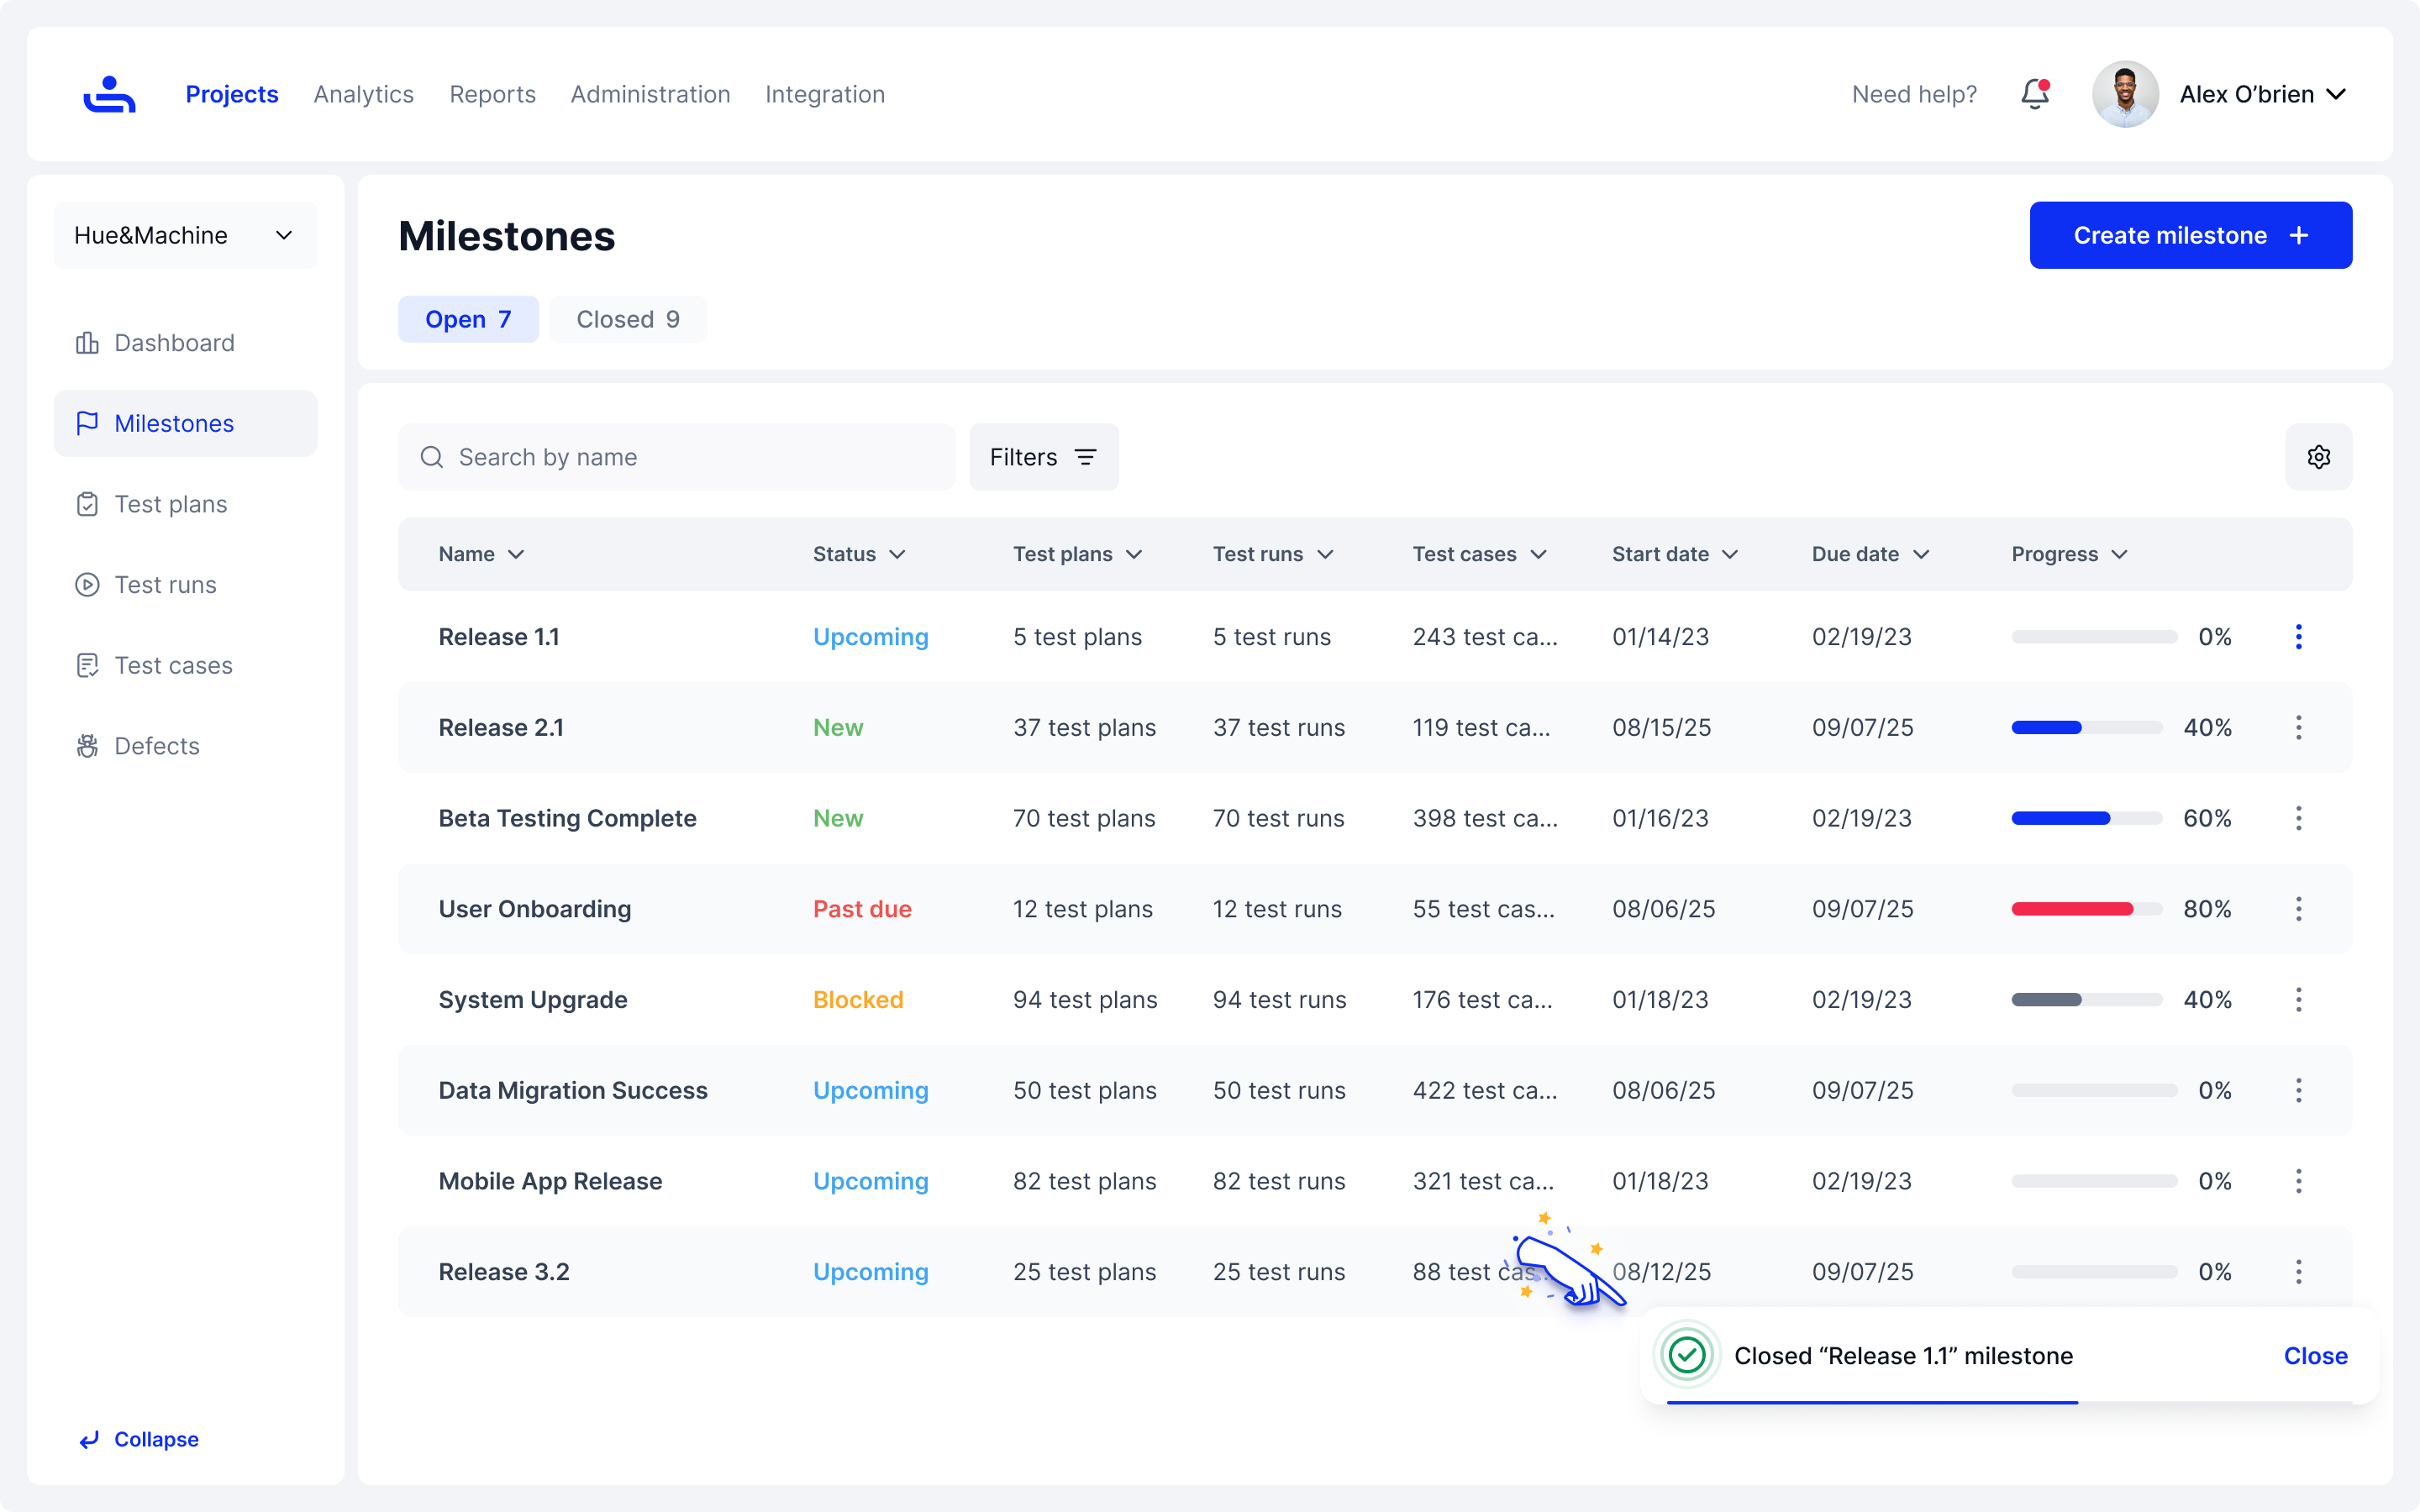 Projects Analytics Reports Administration Integration Need help? Alex O’brien
Hue&Machine
Dashboard
Milestones
Test plans
Test runs
Test cases
Defects
Collapse
Milestones
Create milestone
Open 7 Closed 9
Search by name Filters
Name Status Test plans Test runs Test cases Start date Due date Progress
Release 1.1 Upcoming 5 test plans 5 test runs 243 test ca... 01/14/23 02/19/23 0%
Release 2.1 New 37 test plans 37 test runs 119 test ca... 08/15/25 09/07/25 40%
Beta Testing Complete New 70 test plans 70 test runs 398 test ca... 01/16/23 02/19/23 60%
User Onboarding Past due 12 test plans 12 test runs 55 test cas... 08/06/25 09/07/25 80%
System Upgrade Blocked 94 test plans 94 test runs 176 test ca... 01/18/23 02/19/23 40%
Data Migration Success Upcoming 50 test plans 50 test runs 422 test ca... 08/06/25 09/07/25 0%
Mobile App Release Upcoming 82 test plans 82 test runs 321 test ca... 01/18/23 02/19/23 0%
Release 3.2 Upcoming 25 test plans 25 test runs 88 test cas... 08/12/25 09/07/25 0%
Closed “Release 1.1” milestone Close